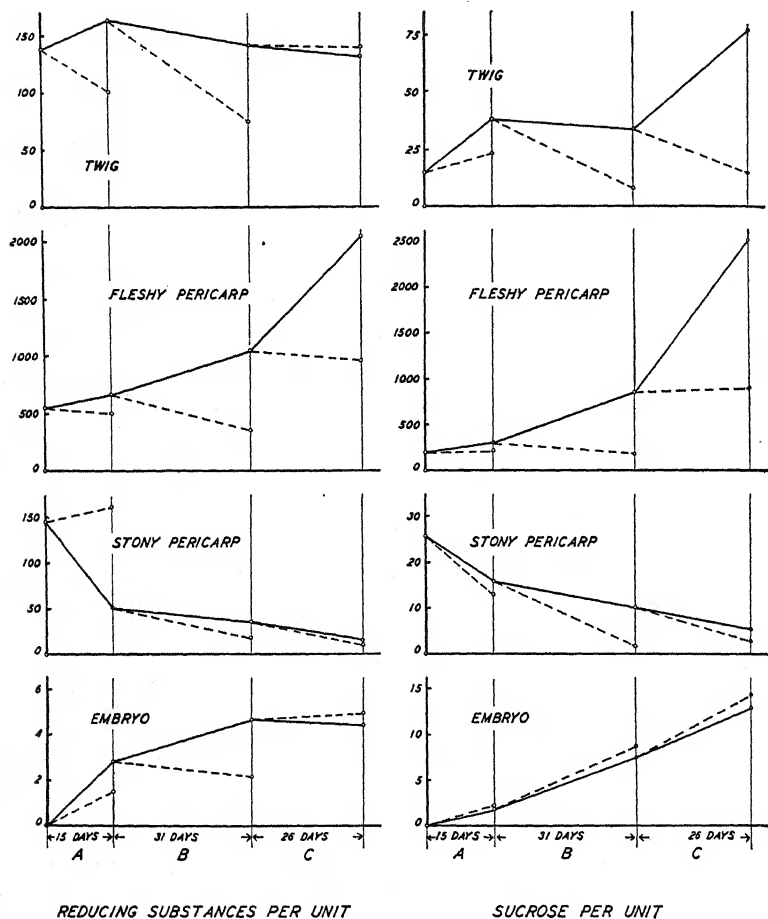 150
100
50
0
TWIG
75
50
25
0
TWIG
2000
1500
1000
500
0
FLESHY PERICARP
2500
2000
1500
1000
500
0
FLESHY PERICARP
150
100
50
0
STONY PERICARP
30
20
10
0
STONY PERICARP
6
4
2
0
EMBRYO
15
10
5
0
EMBRYO
15 DAYS 31 DAYS 26 DAYS
A B C
15 DAYS 31 DAYS 26 DAYS
A B C
REDUCING SUBSTANCES PER UNIT
SUCROSE PER UNIT